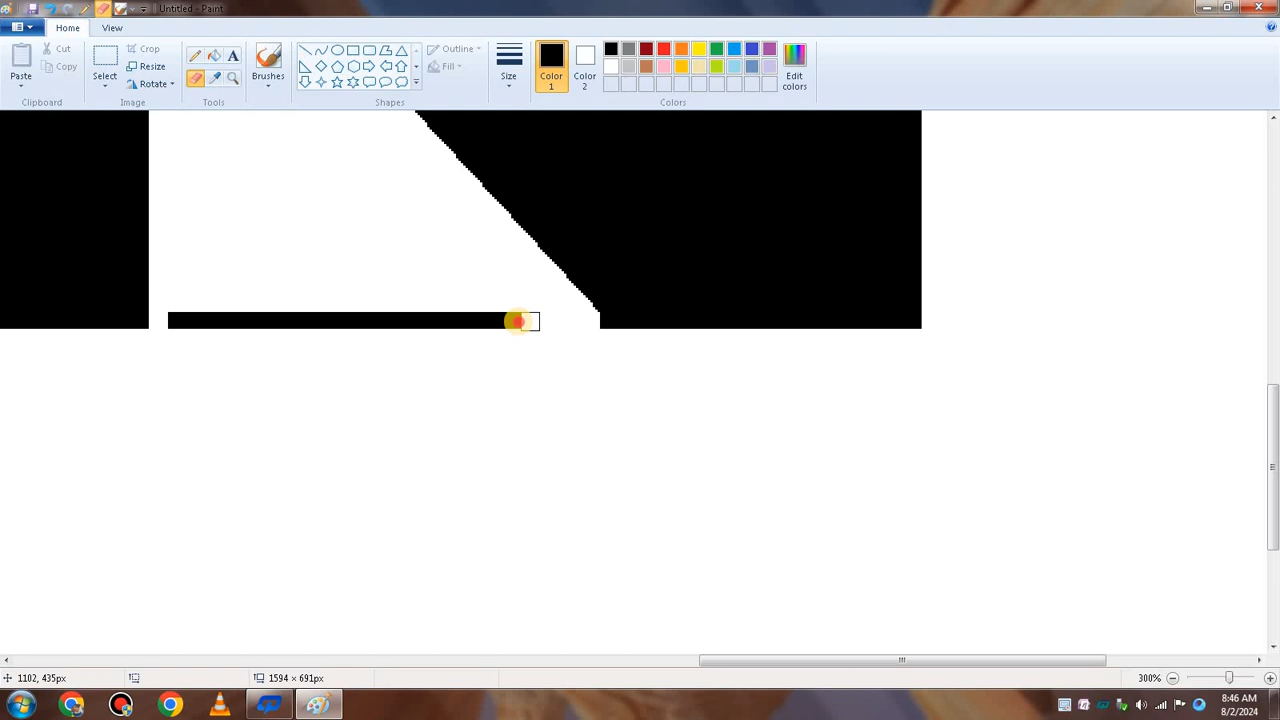 Untitled - Paint
Home View
Paste
Cut
Copy
Clipboard
Select
Crop
Resize
Rotate
Image
A
Tools
Brushes
Outline
Fill
Shapes
Size
Color 1
Color 2
Edit colors
Colors
1102, 435px
1594 × 691px
300%
8:46 AM
8/2/2024